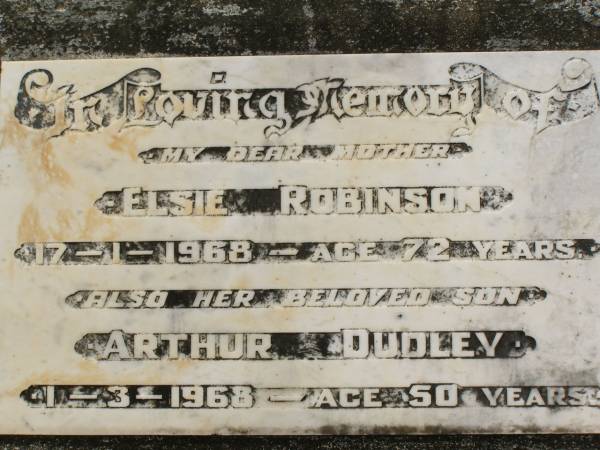 In Loving Memory of
MY DEAR MOTHER
ELSIE ROBINSON
17-1-1968 - AGE 72 YEARS.
ALSO HER BELOVED SON
ARTHUR DUDLEY
1-3-1968 - AGE 50 YEARS.